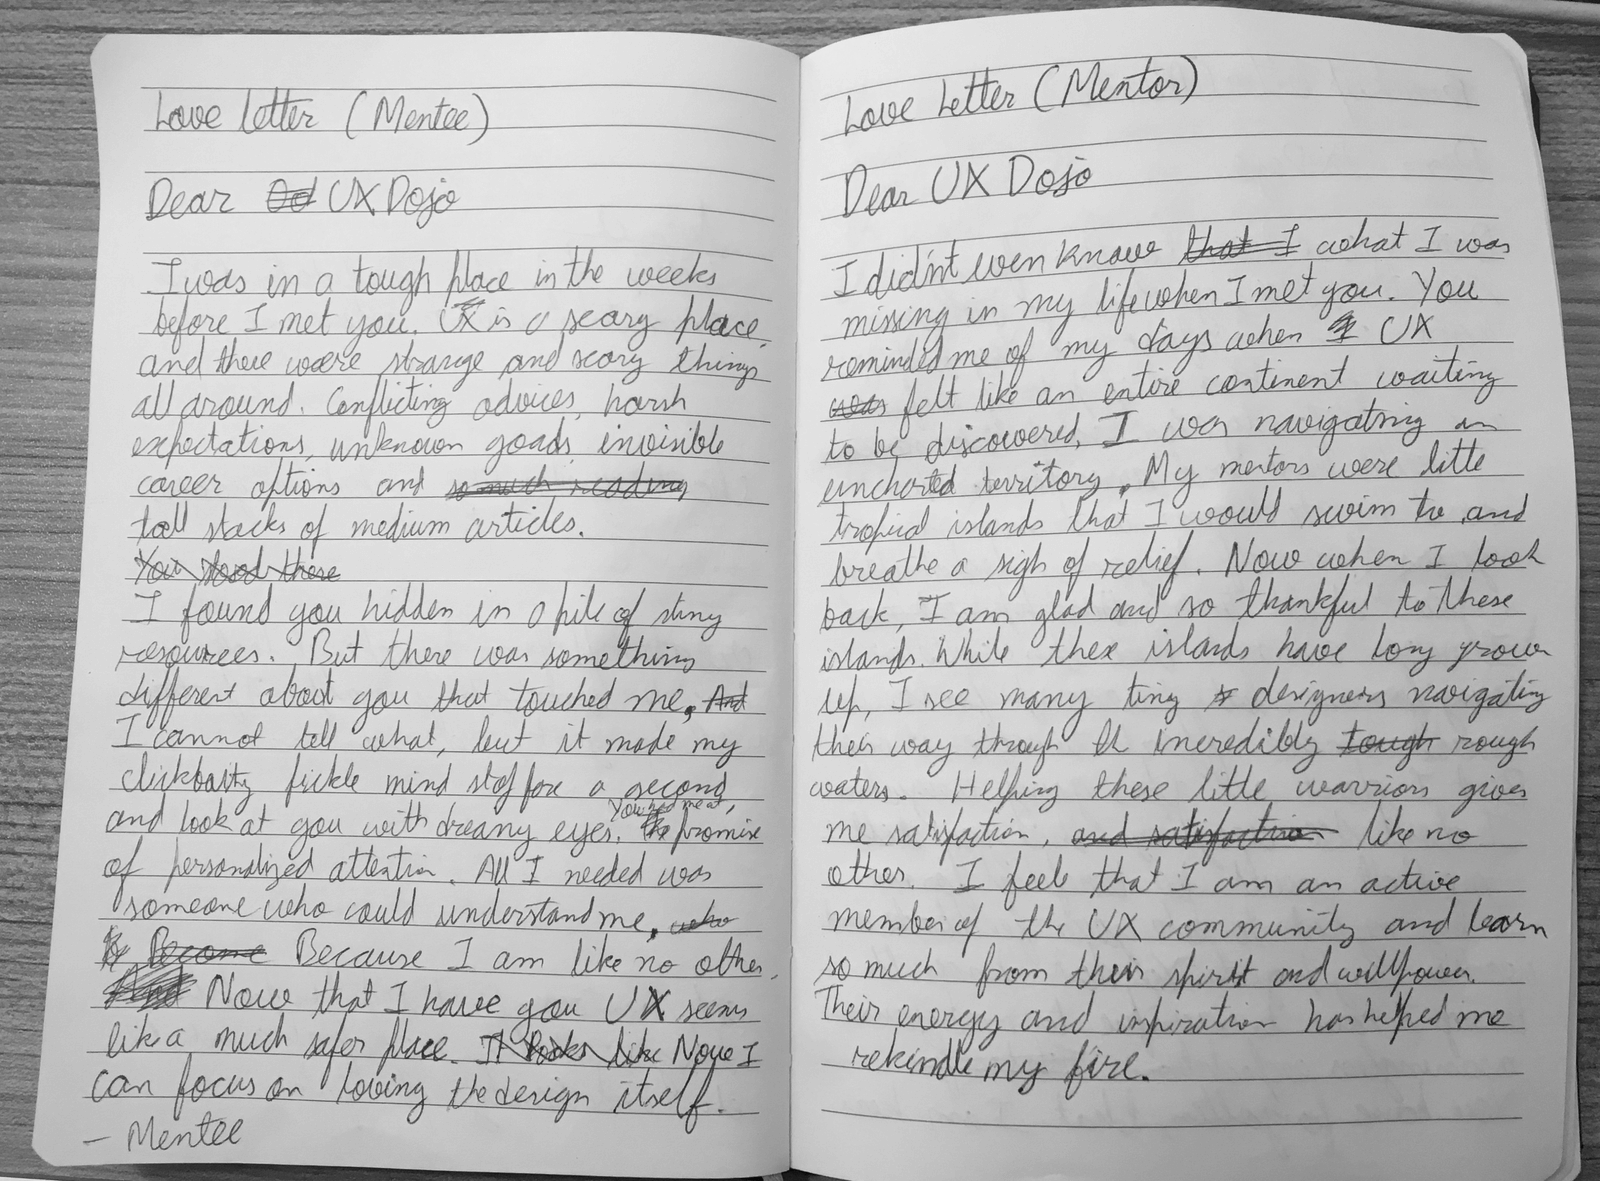 Love letter (Mentee)
Dear Od UX Dojo
I was in a tough place in the weeks
before I met you. UX is a scary place,
and there were strange and scary things
all around. Conflicting advices, harsh
expectations, unknown goads, invisible
career options and so much reading
tall stacks of medium articles.
You stood there
I found you hidden in a pile of
resources. But there was something
different about you that touched me. And
I cannot tell what, but it made my
clickbaity fickle mind stop for a second,
and look at you with dreamy eyes. You had me at promise
of personalized attention. All I needed was
someone who could understand me, who
Become Because I am like no other.
And Now that I have you UX seems
like a much safer place. It looks like Now I
can focus on loving the design itself.
- Mentee
Love Letter (Mentor)
Dear UX Dojo
I didn't even know that I what I was
missing in my life when I met you. You
reminded me of my days when UX
was felt like an entire continent waiting
to be discovered. I was navigating an
uncharted territory. My mentors were little
tropical islands that I would swim to and
breathe a sigh of relief. Now when I look
back, I am glad and so thankful to these
islands. While these islands have long grown
up, I see many tiny designers navigating
their way through incredibly tough rough
waters. Helping these little warriors gives
me satisfaction, and satisfaction like no
other. I feel that I am an active
member of the UX community and learn
so much from their spirit and willpower.
Their energy and inspiration has helped me
rekindle my fire.